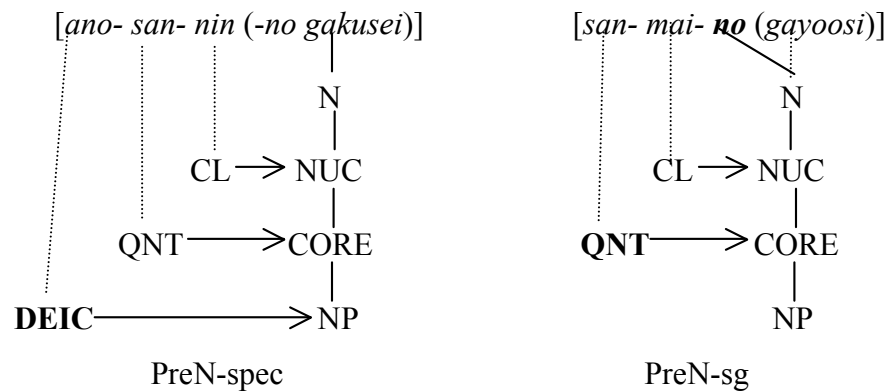 [ano- san- nin (-no gakusei)] [san- mai- no (gayoosi)]
N N
CL NUC CL NUC
QNT CORE QNT CORE
DEIC NP NP
PreN-spec PreN-sg